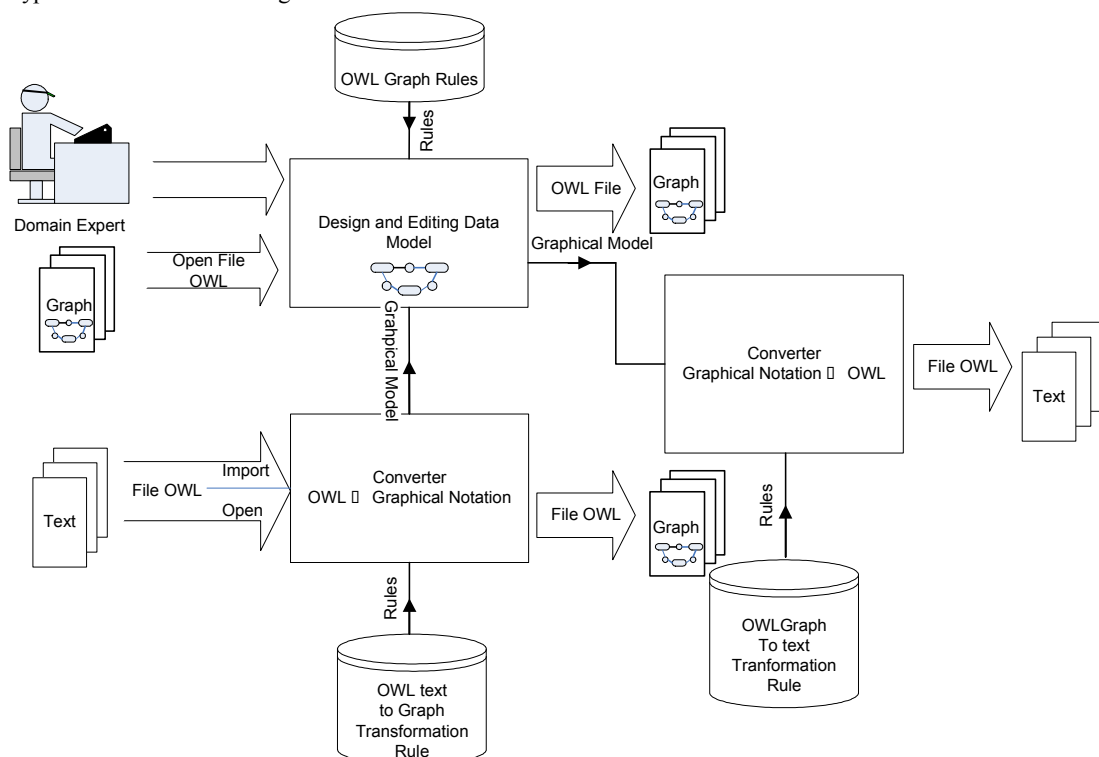 OWL Graph Rules
Rules
Domain Expert
Design and Editing Data
Model
OWL File
Graph
Graphical Model
Open File
OWL
Graph
Grahpical Model
Converter
Graphical Notation ▯ OWL
File OWL
Text
Import
File OWL
Open
Text
Converter
OWL ▯ Graphical Notation
File OWL
Graph
Rules
Rules
OWL text
to Graph
Transformation
Rule
OWLGraph
To text
Tranformation
Rule